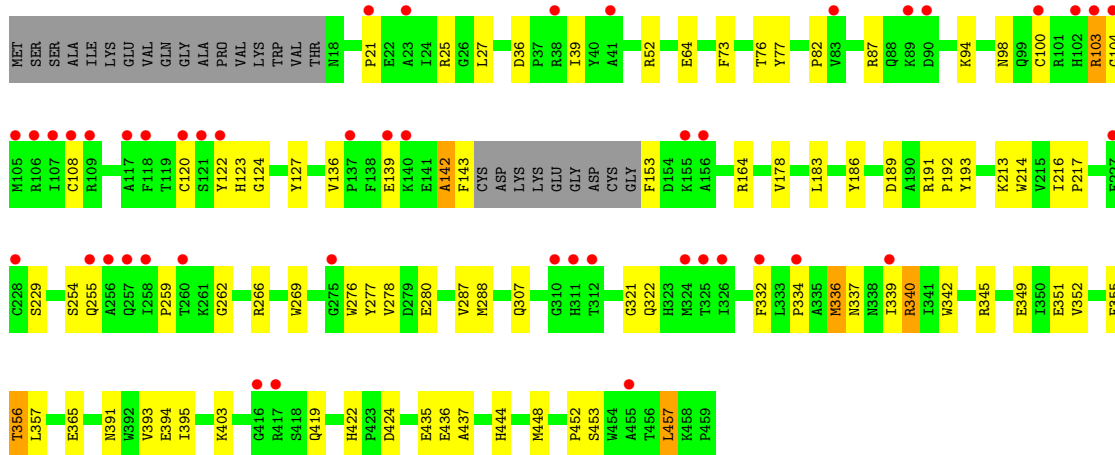 MET SER SER ALA ILE LYS GLU VAL GLN GLY ALA PRO VAL LYS TRP VAL THR N18 P21 E22 A23 I24 R25 G26 L27 D36 P37 R38 I39 Y40 A41 R52 E64 F73 T76 Y77 P82 V83 R87 Q88 K89 D90 K94 N98 Q99 C100 R101 H102 R103
M105 R106 I107 C108 R109 A117 F118 T119 C120 S121 Y122 H123 G124 Y127 V136 P137 F138 E139 K140 E141 A142 F143 CYS ASP LYS LYS GLU GLY ASP CYS GLY F153 D154 K155 A156 R164 V178 L183 Y186 D189 A190 R191 P192 Y193 K213 W214 V215 I216 P217
C228 S229 S254 Q255 A256 Q257 I258 P259 T260 K261 G262 R266 W269 G275 W276 Y277 V278 D279 E280 V287 M288 Q307 G310 H311 T312 G321 Q322 H323 M324 T325 I326 F332 L333 P334 A335 M336 N337 N338 I339 R340 I341 W342 R345 E349 I350 E351 V352
T356 L357 E365 N391 W392 V393 E394 I395 K403 G416 R417 S418 Q419 H422 P423 D424 E435 E436 A437 H444 M448 P452 S453 W454 A455 T456 L457 K458 P459